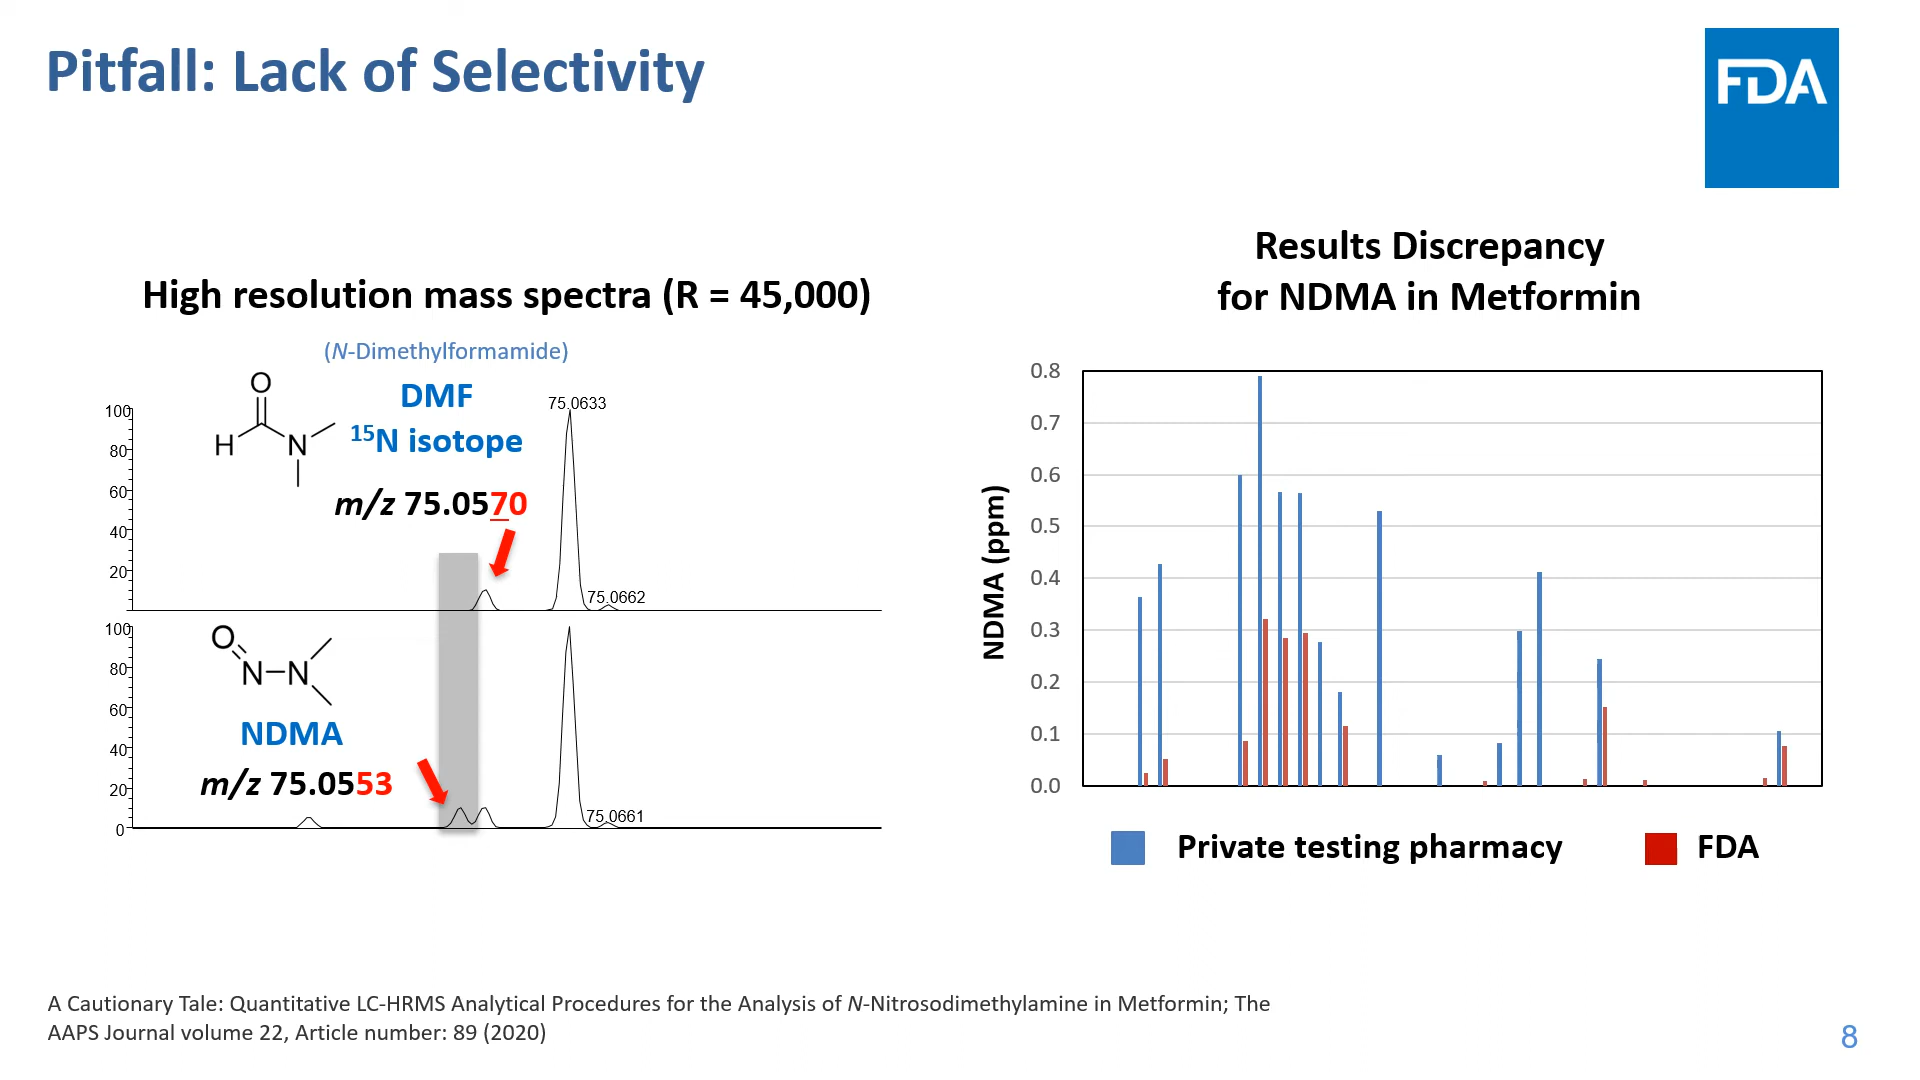 Pitfall: Lack of Selectivity
FDA
High resolution mass spectra (R = 45,000)
(N-Dimethylformamide)
DMF
15N isotope
m/z 75.0570
O
H
N
100
80
60
40
20
75.0633
75.0662
O
N
N
NDMA
m/z 75.0553
100
80
60
40
20
0
75.0661
Results Discrepancy
for NDMA in Metformin
NDMA (ppm)
0.8
0.7
0.6
0.5
0.4
0.3
0.2
0.1
0.0
Private testing pharmacy
FDA
A Cautionary Tale: Quantitative LC-HRMS Analytical Procedures for the Analysis of N-Nitrosodimethylamine in Metformin; The
AAPS Journal volume 22, Article number: 89 (2020)
8